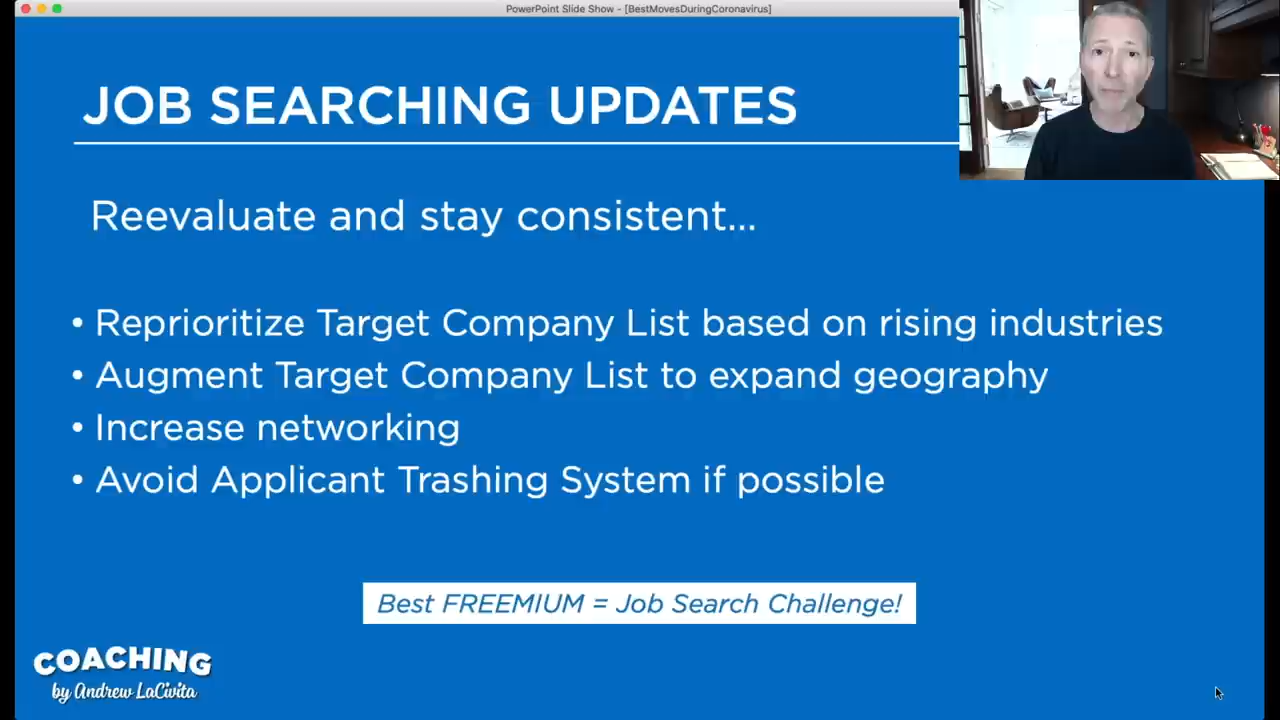 PowerPoint Slide Show - [BestMovesDuringCoronavirus]
JOB SEARCHING UPDATES
Reevaluate and stay consistent...
• Reprioritize Target Company List based on rising industries
• Augment Target Company List to expand geography
• Increase networking
• Avoid Applicant Trashing System if possible
Best FREEMIUM = Job Search Challenge!
COACHING
by Andrew LaCivita